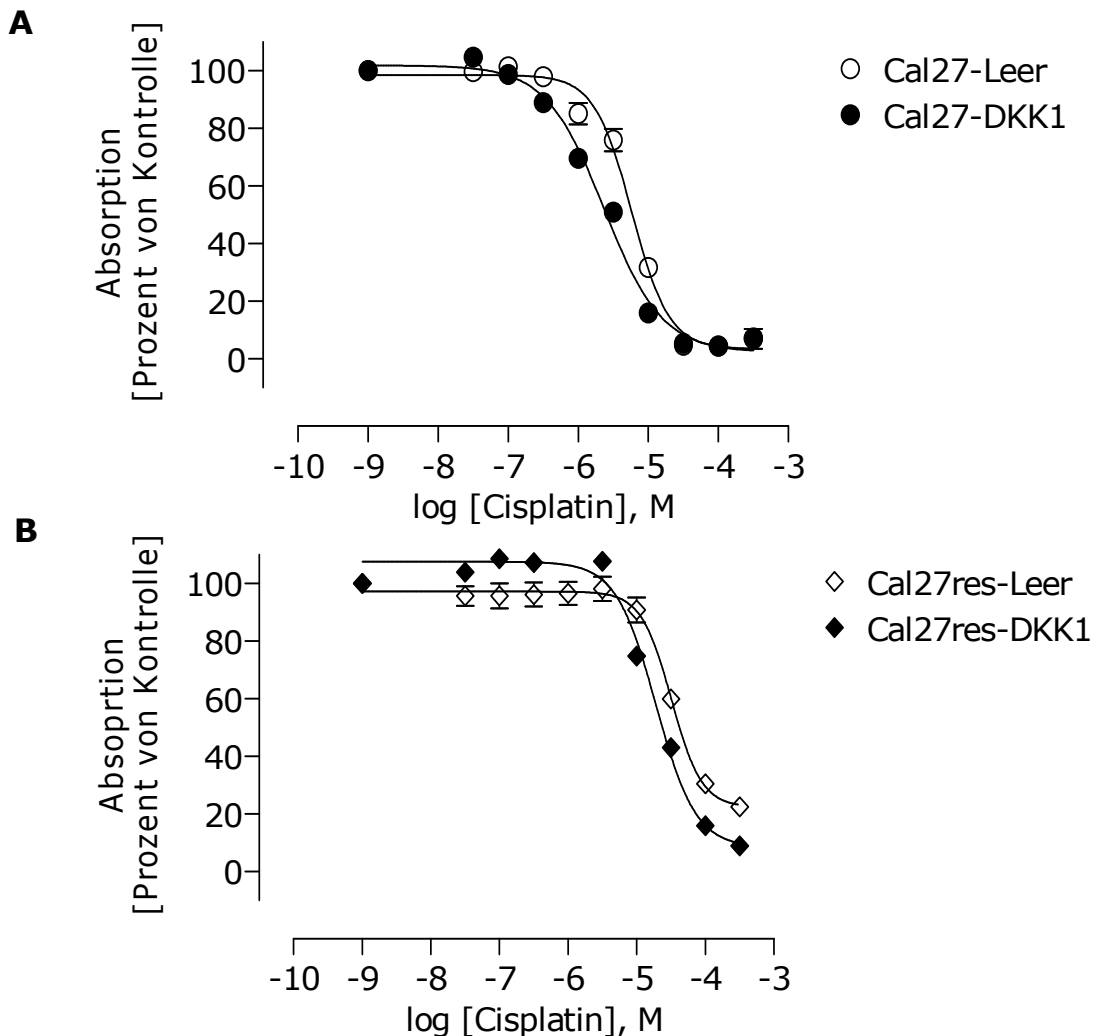 A
Absorption
[Prozent von Kontrolle]
100
80
60
40
20
0
Cal27-Leer
Cal27-DKK1
-10 -9 -8 -7 -6 -5 -4 -3
log [Cisplatin], M
B
Absoprtion
[Prozent von Kontrolle]
100
80
60
40
20
0
Cal27res-Leer
Cal27res-DKK1
-10 -9 -8 -7 -6 -5 -4 -3
log [Cisplatin], M